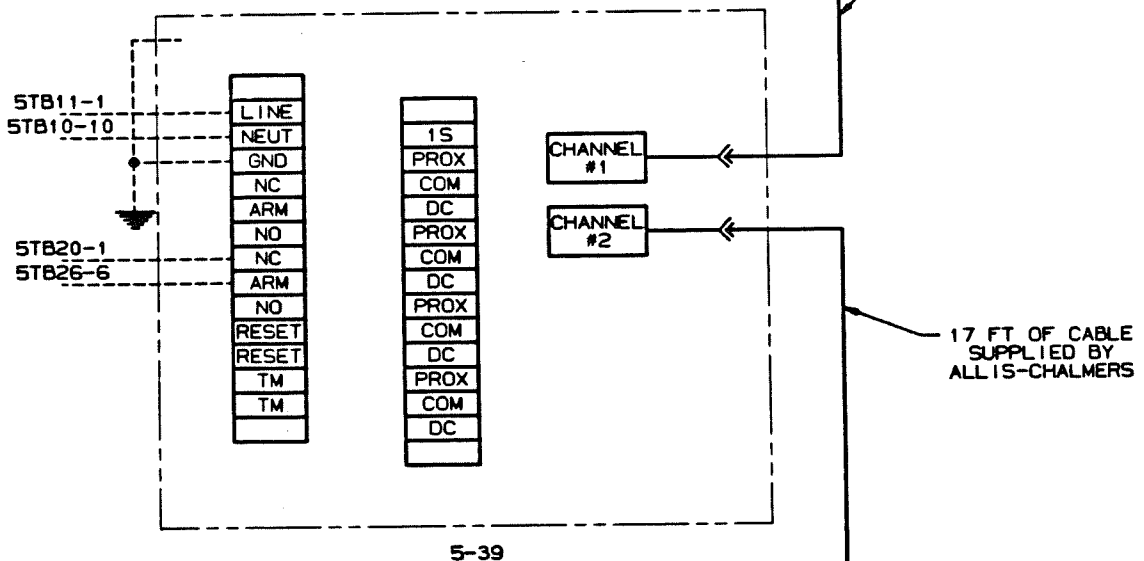 5TB11-1
5TB10-10
5TB20-1
5TB26-6
LINE
NEUT
GND
NC
ARM
NO
NC
ARM
NO
RESET
RESET
TM
TM
1S
PROX
COM
DC
PROX
COM
DC
PROX
COM
DC
PROX
COM
DC
CHANNEL
#1
CHANNEL
#2
17 FT OF CABLE
SUPPLIED BY
ALLIS-CHALMERS
5-39